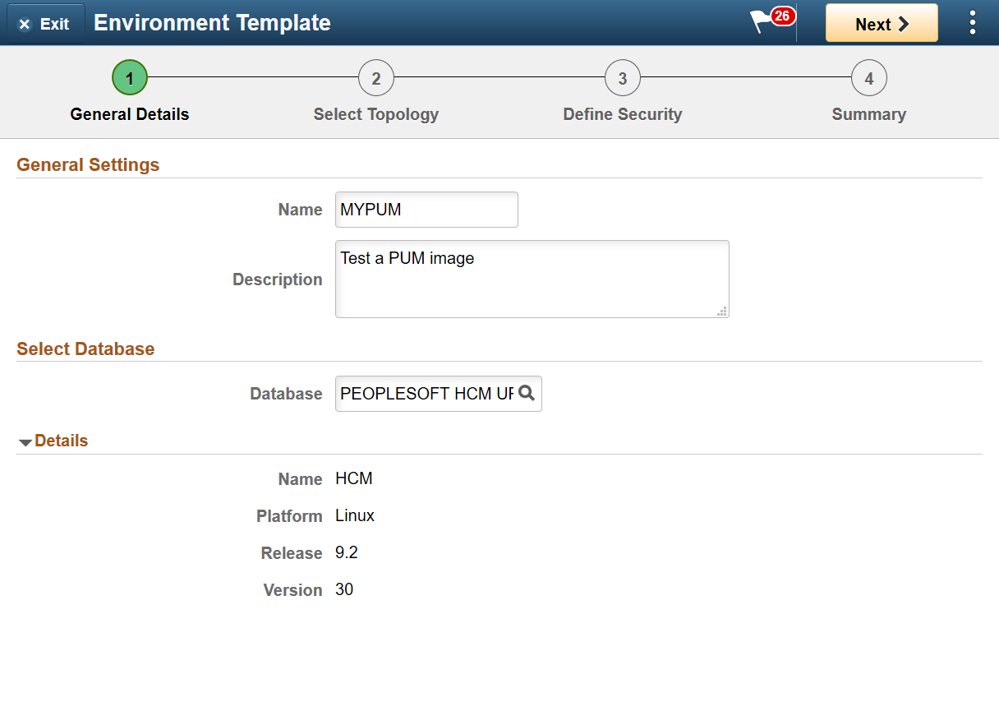 Exit
Environment Template
26
Next
1
2
3
4
General Details
Select Topology
Define Security
Summary
General Settings
Name MYPUM
Description Test a PUM image
Select Database
Database PEOPLESOFT HCM
Details
Name HCM
Platform Linux
Release 9.2
Version 30